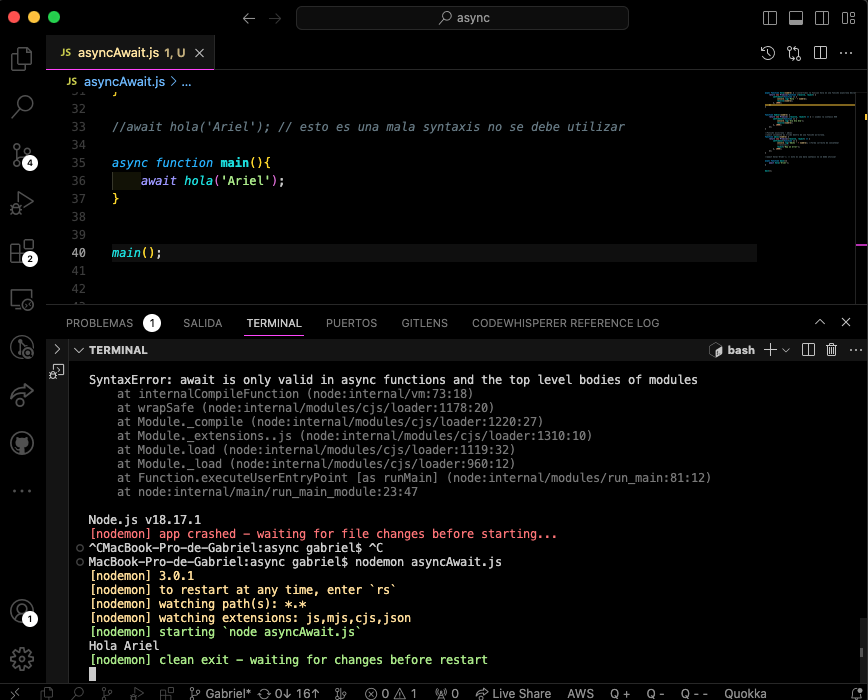 async
JS asyncAwait.js 1, U
JS asyncAwait.js > ...
32
33 //await hola('Ariel'); // esto es una mala syntaxis no se debe utilizar
34
35 async function main(){
36 await hola('Ariel');
37 }
38
39
40 main();
41
42
4
2
1
PROBLEMAS 1 SALIDA TERMINAL PUERTOS GITLENS CODEWHISPERER REFERENCE LOG
TERMINAL bash
SyntaxError: await is only valid in async functions and the top level bodies of modules
at internalCompileFunction (node:internal/vm:73:18)
at wrapSafe (node:internal/modules/cjs/loader:1178:20)
at Module._compile (node:internal/modules/cjs/loader:1220:27)
at Module._extensions..js (node:internal/modules/cjs/loader:1310:10)
at Module.load (node:internal/modules/cjs/loader:1119:32)
at Module._load (node:internal/modules/cjs/loader:960:12)
at Function.executeUserEntryPoint [as runMain] (node:internal/modules/run_main:81:12)
at node:internal/main/run_main_module:23:47
Node.js v18.17.1
[nodemon] app crashed - waiting for file changes before starting...
^CMacBook-Pro-de-Gabriel:async gabriel$ ^C
MacBook-Pro-de-Gabriel:async gabriel$ nodemon asyncAwait.js
[nodemon] 3.0.1
[nodemon] to restart at any time, enter `rs`
[nodemon] watching path(s): *.*
[nodemon] watching extensions: js,mjs,cjs,json
[nodemon] starting `node asyncAwait.js`
Hola Ariel
[nodemon] clean exit - waiting for changes before restart
Gabriel* 0↓ 16↑ 0 1 0 Live Share AWS Q + Q - Q - - Quokka